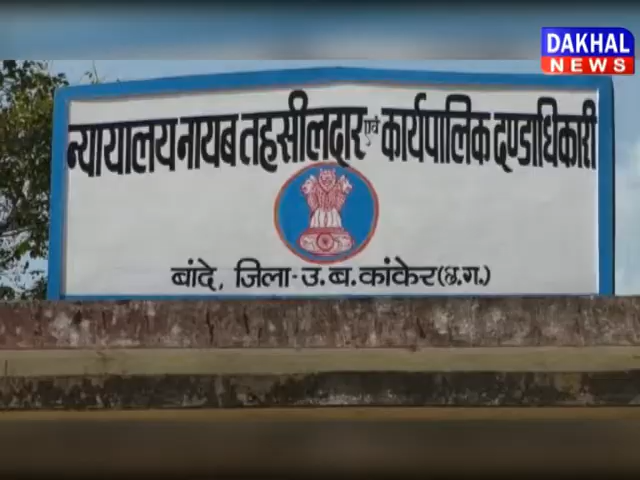 DAKHAL
NEWS
न्यायालय नायब तहसीलदार एवं कार्यपालिक दण्डाधिकारी
बांदे, जिला-उ.ब.कांकेर(छ.ग.)